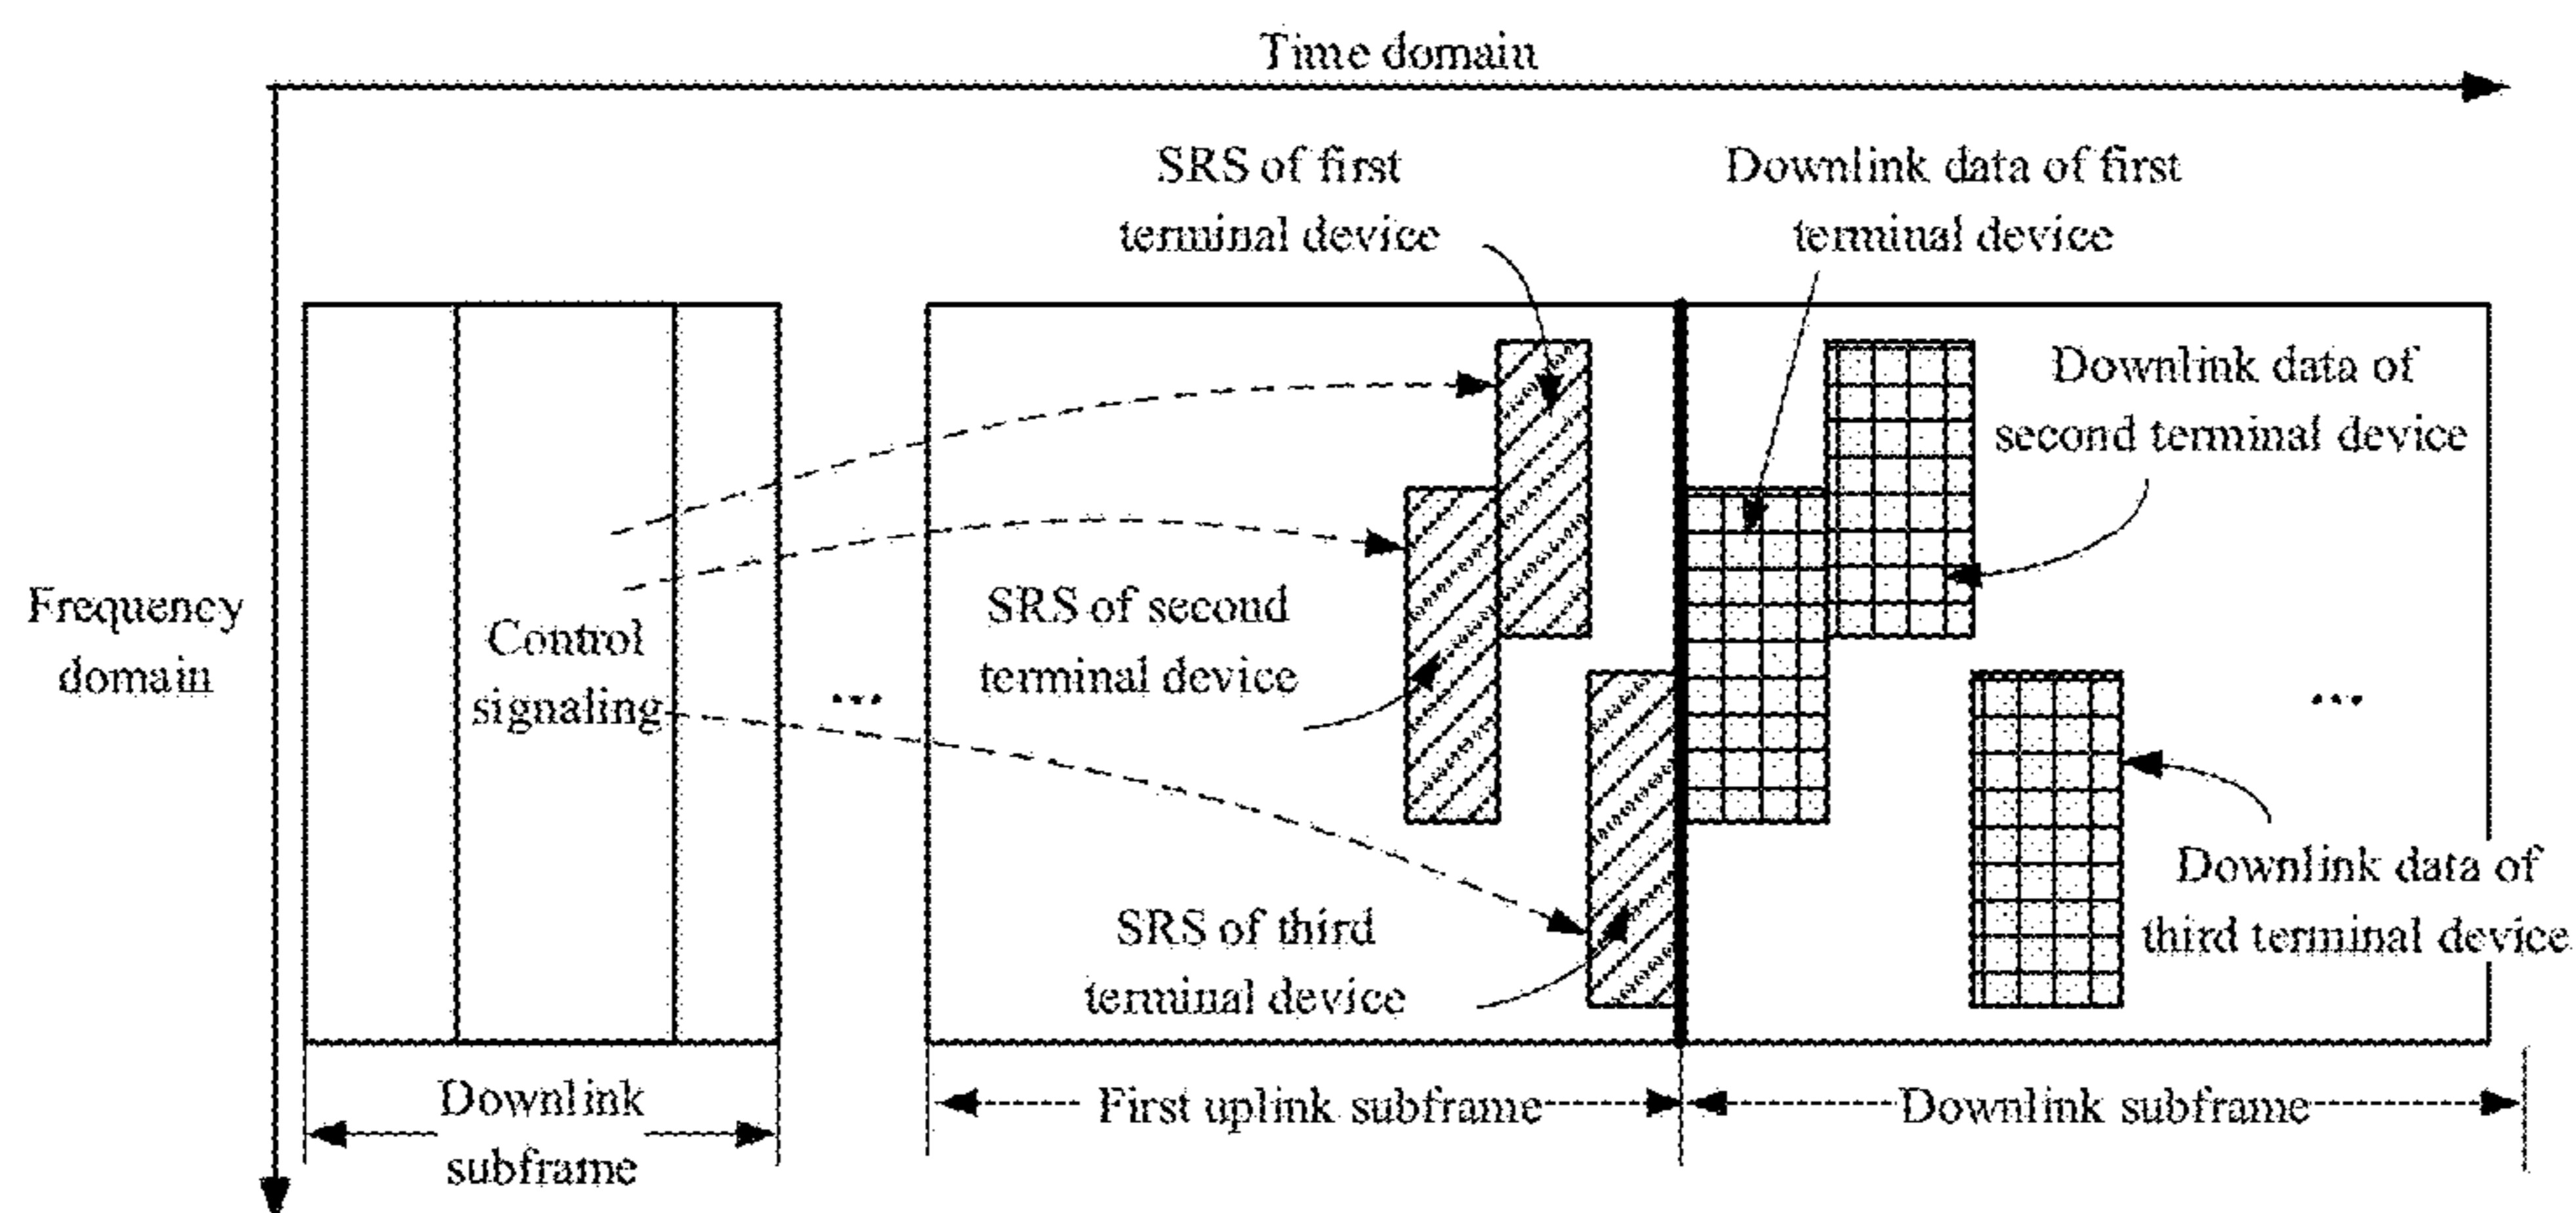 Time domain
SRS of first
terminal device
Downlink data of first
terminal device
Downlink data of
second terminal device
Frequency
domain
SRS of second
terminal device
Control
signaling
...
...
Downlink data of
third terminal device
SRS of third
terminal device
Downlink
subframe
First uplink subframe
Downlink subframe